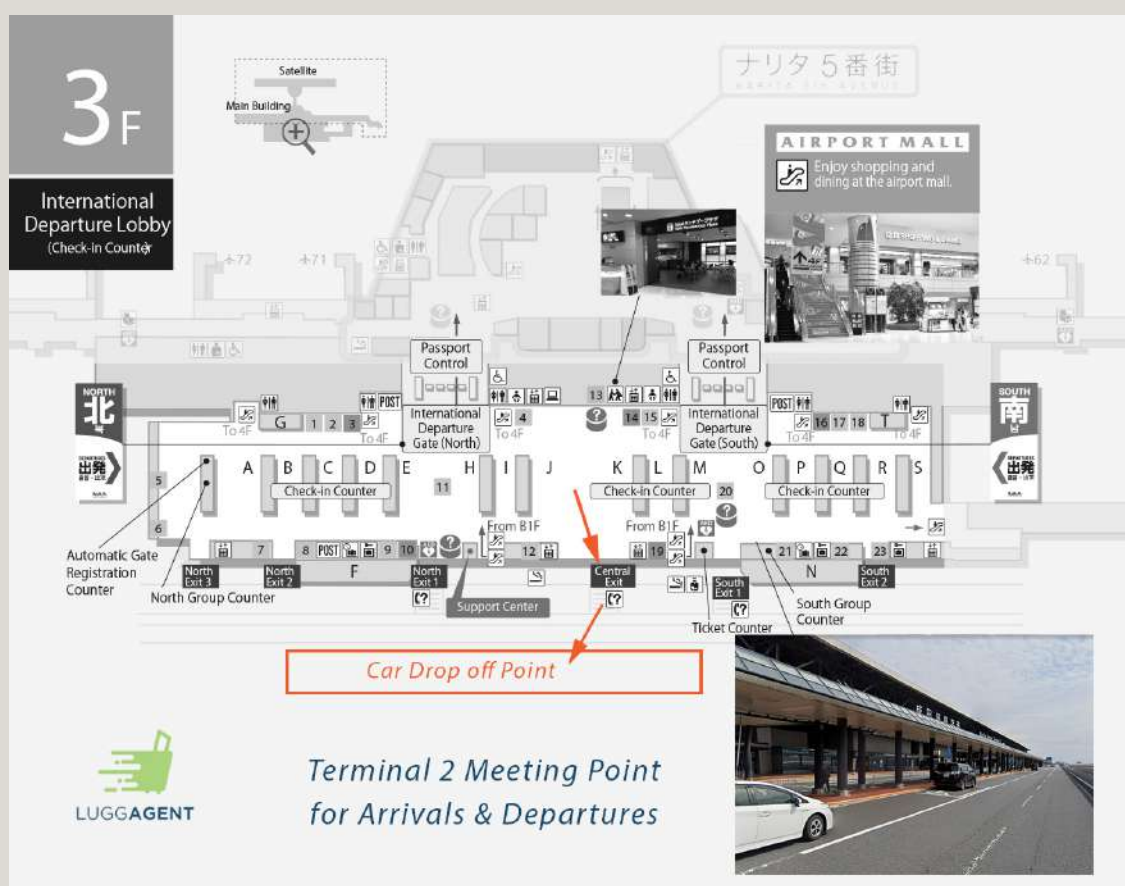 3F
International
Departure Lobby
(Check-in Counter)
Satellite
Main Building
ナリタ5番街
NARITA 5TH AVENUE
AIRPORT MALL
Enjoy shopping and
dining at the airport mall.
72
71
62
Passport
Control
Passport
Control
NORTH
北
出発
SOUTH
南
出発
G 1 2 3
POST
To 4F
To 4F
International
Departure
Gate (North)
4
To 4F
13
14 15
To 4F
International
Departure
Gate (South)
POST
To 4F
16 17 18
T
A B C D E H I J K L M O P Q R S
Check-in Counter
Check-in Counter
Check-in Counter
5
6
11
20
From B1F
From B1F
7
8 POST 9 10
12
19
21 22 23
F
N
Automatic Gate
Registration
Counter
North Group Counter
North
Exit 3
North
Exit 2
North
Exit 1
Support Center
Central
Exit
South
Exit 1
South
Exit 2
Ticket Counter
South Group
Counter
Car Drop off Point
LUGGAGENT
Terminal 2 Meeting Point
for Arrivals & Departures